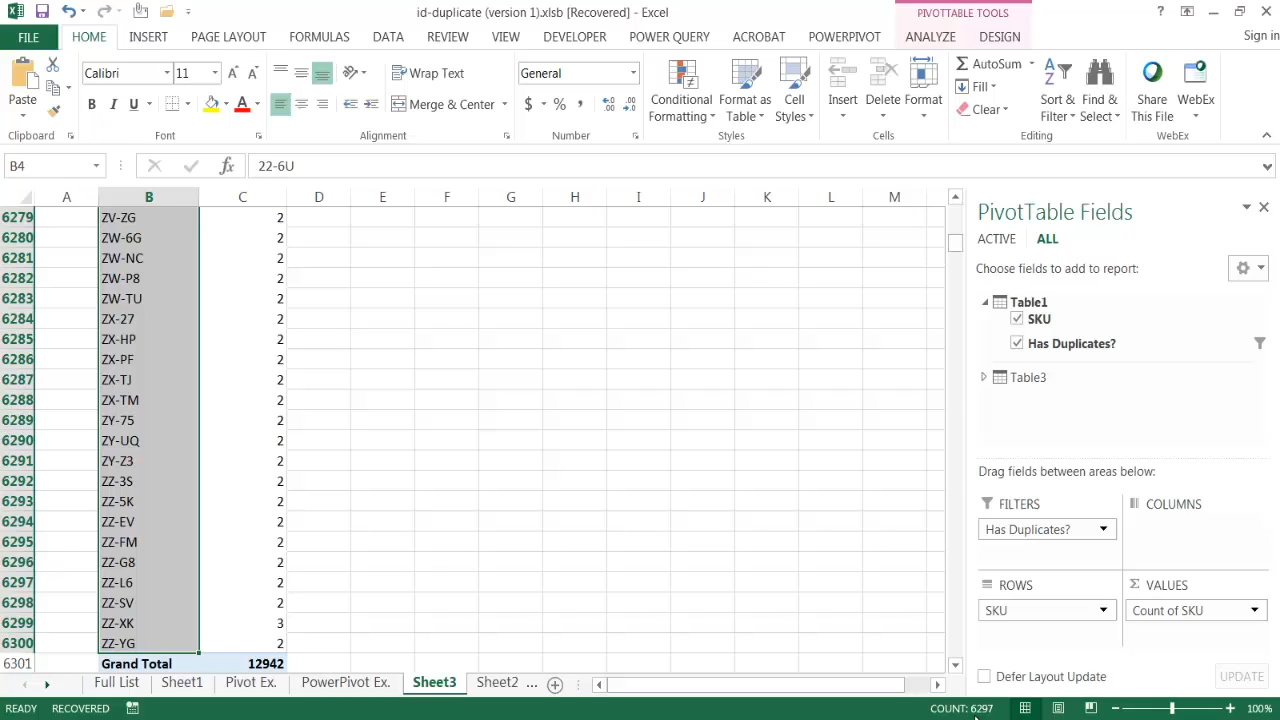 id-duplicate (version 1).xlsb [Recovered] - Excel
PIVOTTABLE TOOLS
?
Sign in
FILE HOME INSERT PAGE LAYOUT FORMULAS DATA REVIEW VIEW DEVELOPER POWER QUERY ACROBAT POWERPIVOT ANALYZE DESIGN
Paste
Calibri 11
B I U
Wrap Text
Merge & Center
General
$ % ,
Conditional Formatting
Format as Table
Cell Styles
Insert Delete Format
AutoSum
Fill
Clear
Sort & Filter
Find & Select
Share This File
WebEx
Clipboard Font Alignment Number Styles Cells Editing WebEx
B4 fx 22-6U
A B C D E F G H I J K L M
6279 ZV-ZG 2
6280 ZW-6G 2
6281 ZW-NC 2
6282 ZW-P8 2
6283 ZW-TU 2
6284 ZX-27 2
6285 ZX-HP 2
6286 ZX-PF 2
6287 ZX-TJ 2
6288 ZX-TM 2
6289 ZY-75 2
6290 ZY-UQ 2
6291 ZY-Z3 2
6292 ZZ-3S 2
6293 ZZ-5K 2
6294 ZZ-EV 2
6295 ZZ-FM 2
6296 ZZ-G8 2
6297 ZZ-L6 2
6298 ZZ-SV 2
6299 ZZ-XK 3
6300 ZZ-YG 2
6301 Grand Total 12942
PivotTable Fields
ACTIVE ALL
Choose fields to add to report:
Table1
SKU
Has Duplicates?
Table3
Drag fields between areas below:
FILTERS COLUMNS
Has Duplicates?
ROWS Σ VALUES
SKU Count of SKU
Defer Layout Update UPDATE
Full List Sheet1 Pivot Ex. PowerPivot Ex. Sheet3 Sheet2 ...
READY RECOVERED COUNT: 6297 100%